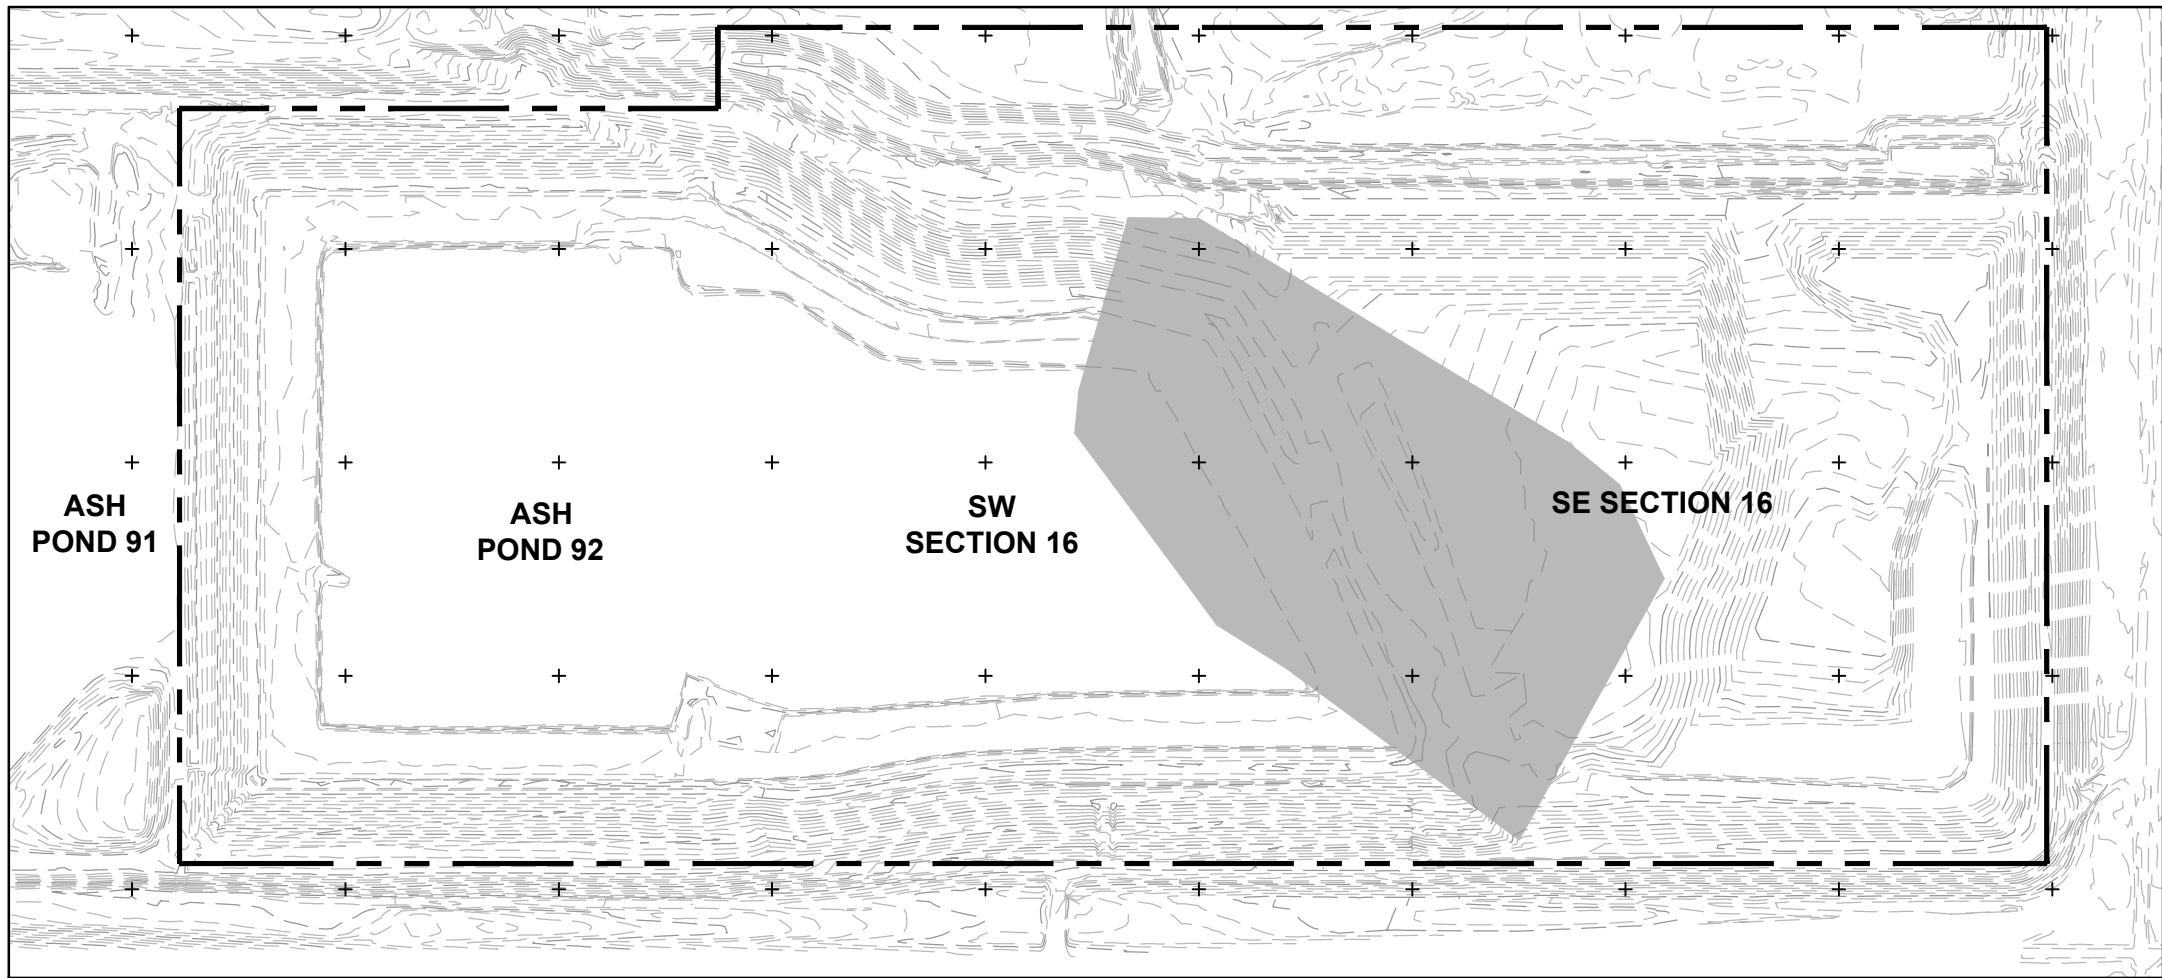 ASH
POND 91
ASH
POND 92
SW
SECTION 16
SE SECTION 16